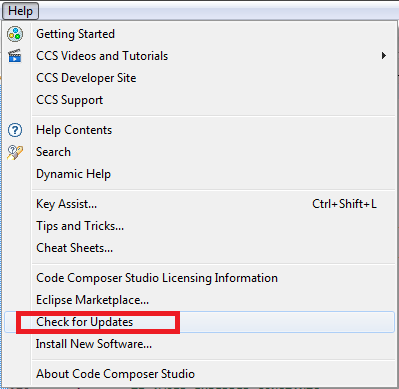 Help
Getting Started
CCS Videos and Tutorials
CCS Developer Site
CCS Support
Help Contents
Search
Dynamic Help
Key Assist... Ctrl+Shift+L
Tips and Tricks...
Cheat Sheets...
Code Composer Studio Licensing Information
Eclipse Marketplace...
Check for Updates
Install New Software...
About Code Composer Studio